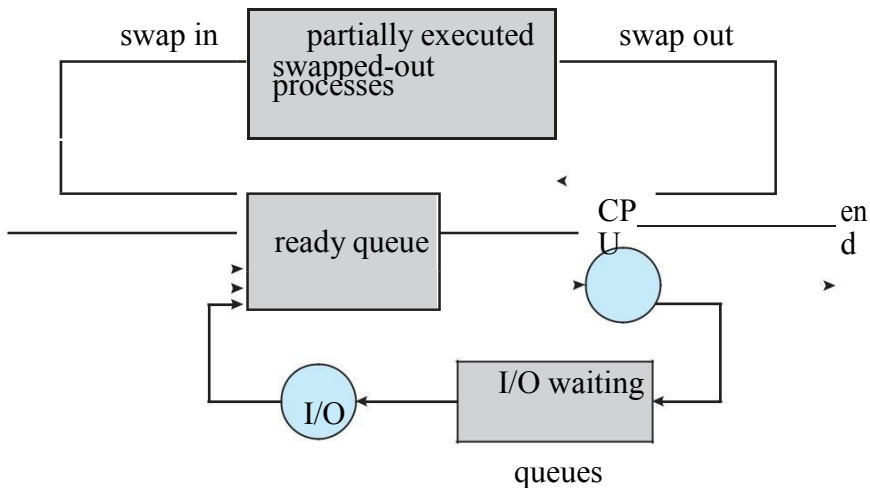 swap in
partially executed
swapped-out
processes
swap out
ready queue
CP
U
en
d
I/O
I/O waiting
queues